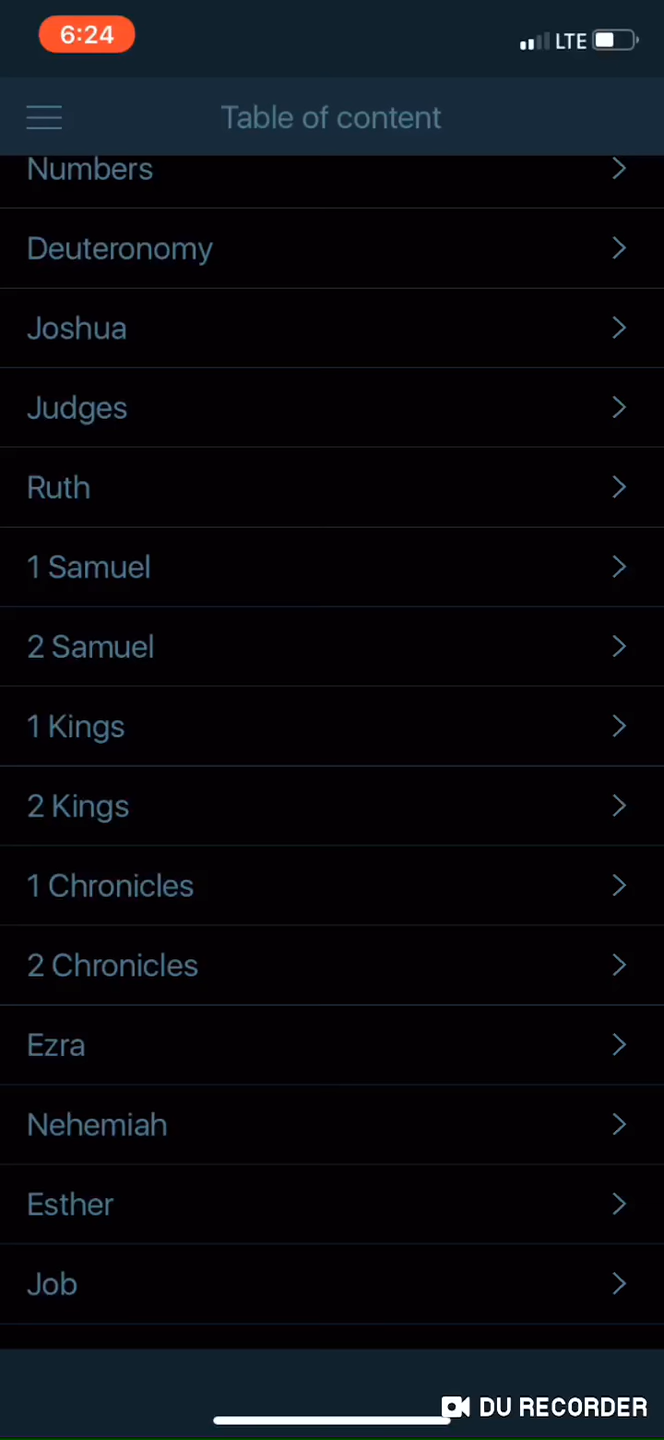 6:24
LTE
Table of content
Numbers
Deuteronomy
Joshua
Judges
Ruth
1 Samuel
2 Samuel
1 Kings
2 Kings
1 Chronicles
2 Chronicles
Ezra
Nehemiah
Esther
Job
DU RECORDER